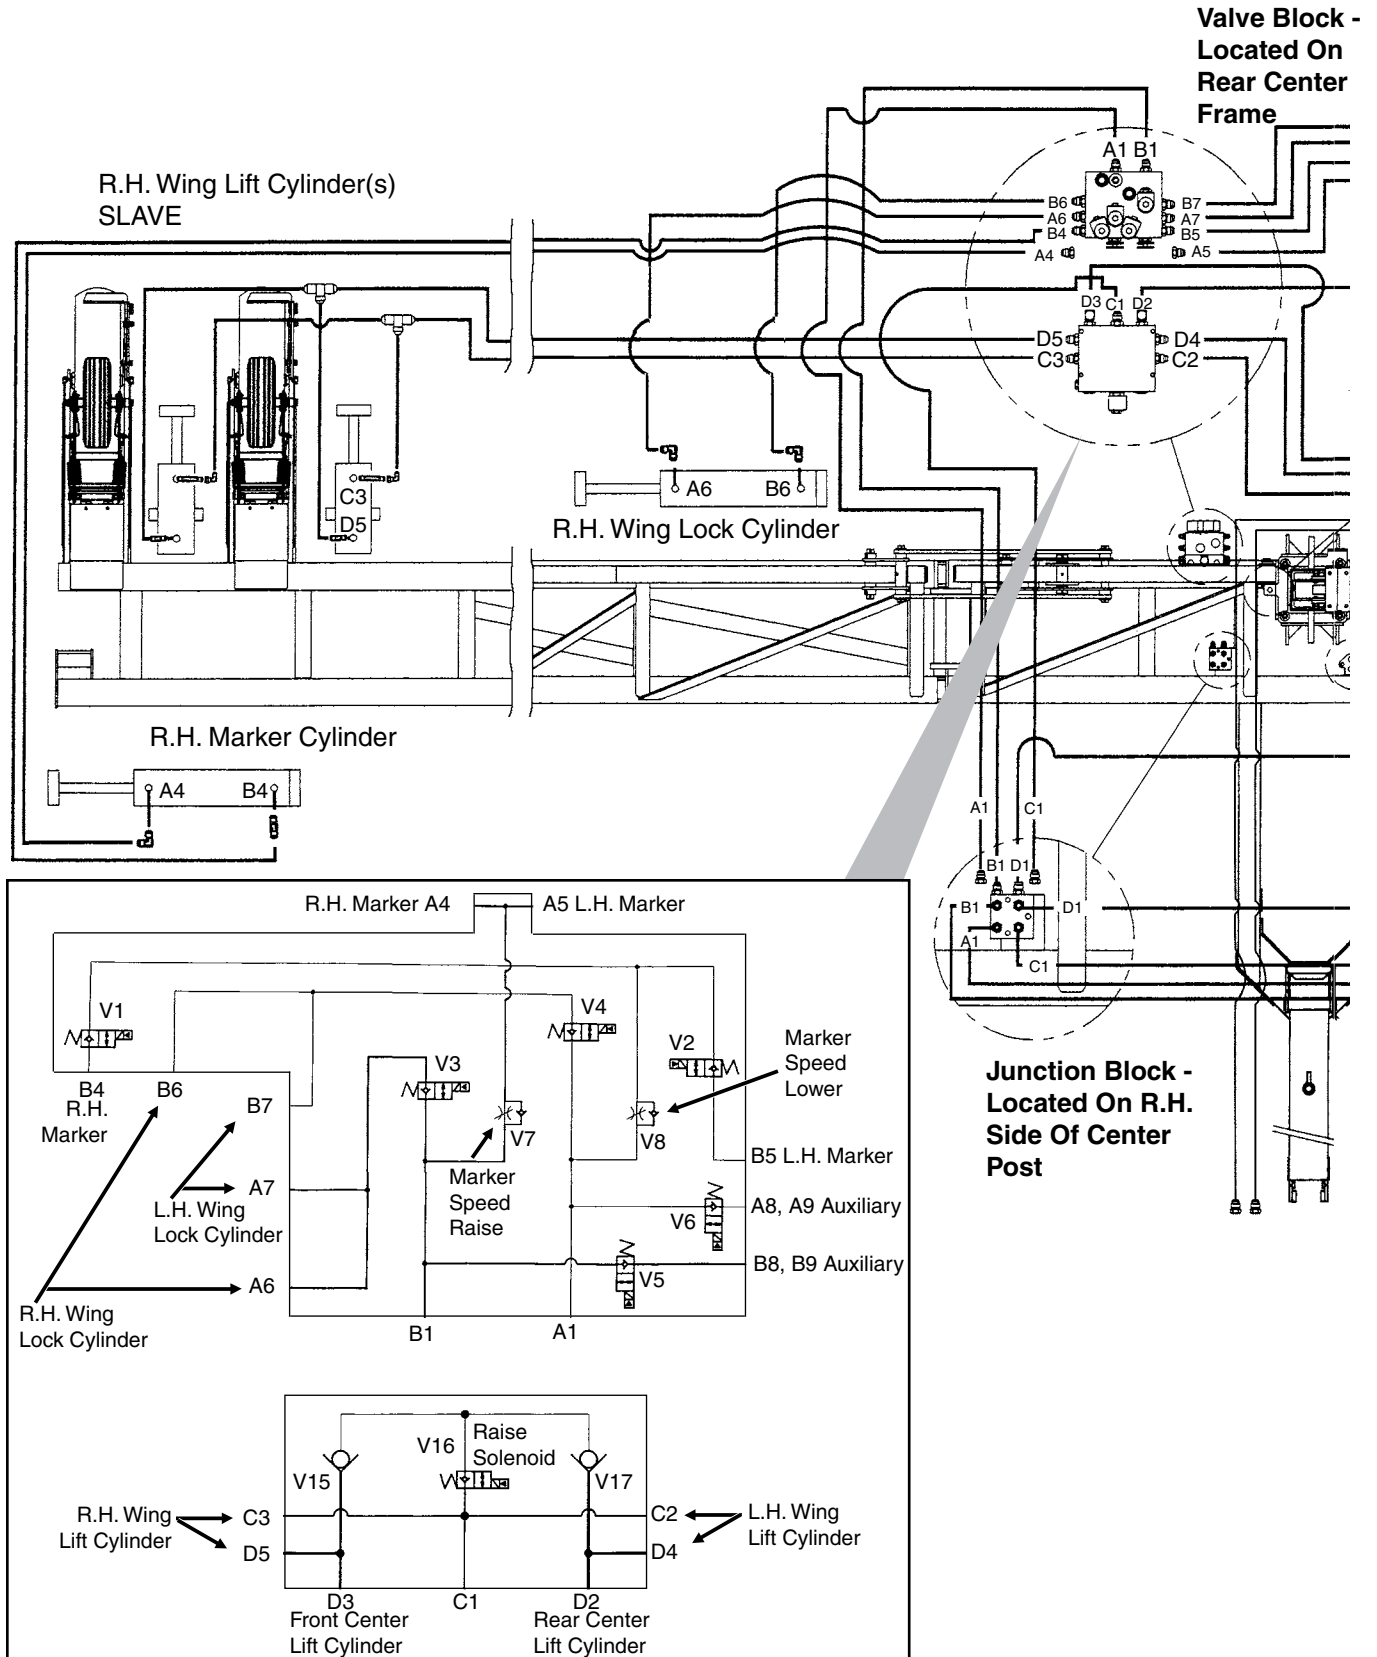 Valve Block -
Located On
Rear Center
Frame
A1 B1
R.H. Wing Lift Cylinder(s)
SLAVE
B6
B7
A6
A7
B4
B5
A4
A5
D3 C1 D2
D5
D4
C3
C2
C3
D5
A6
B6
R.H. Wing Lock Cylinder
R.H. Marker Cylinder
A4
B4
A1
C1
B1 D1
B1
D1
A1
C1
Junction Block -
Located On R.H.
Side Of Center
Post
R.H. Marker A4
A5 L.H. Marker
V1
V4
V2
Marker
Speed
Lower
V3
B4
R.H.
Marker
B6
B7
V7
V8
Marker
Speed
Raise
B5 L.H. Marker
A7
L.H. Wing
Lock Cylinder
V6
A8, A9 Auxiliary
B8, B9 Auxiliary
V5
A6
R.H. Wing
Lock Cylinder
B1
A1
V16
Raise
Solenoid
V15
V17
R.H. Wing
Lift Cylinder
C3
D5
C2
D4
L.H. Wing
Lift Cylinder
D3
Front Center
Lift Cylinder
C1
D2
Rear Center
Lift Cylinder